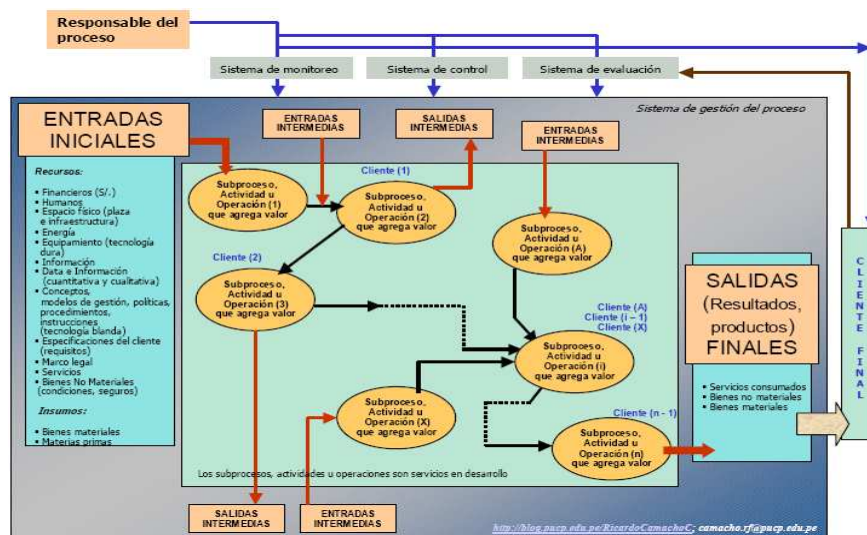 Responsable del
proceso
Sistema de monitoreo
Sistema de control
Sistema de evaluación
Sistema de gestión del proceso
ENTRADAS
INICIALES
Recursos:
▪ Financieros (S/.)
▪ Humanos
▪ Espacio físico (plaza
e infraestructura)
▪ Energía
▪ Equipamiento (tecnología
dura)
▪ Información
▪ Data e Información
(cuantitativa y cualitativa)
▪ Conceptos,
modelos de gestión, políticas,
procedimientos,
instrucciones
(tecnología blanda)
▪ Especificaciones del cliente
(requisitos)
▪ Marco legal
▪ Servicios
▪ Bienes No Materiales
(condiciones, seguros)
Insumos:
▪ Bienes materiales
▪ Materias primas
ENTRADAS
INTERMEDIAS
SALIDAS
INTERMEDIAS
ENTRADAS
INTERMEDIAS
Subproceso,
Actividad u
Operación (1)
que agrega valor
Cliente (1)
Subproceso,
Actividad u
Operación (2)
que agrega valor
Subproceso,
Actividad u
Operación (A)
que agrega valor
Cliente (2)
Subproceso,
Actividad u
Operación (3)
que agrega valor
Cliente (A)
Cliente (i – 1)
Cliente (X)
Subproceso,
Actividad u
Operación (i)
que agrega valor
Subproceso,
Actividad u
Operación (X)
que agrega valor
Cliente (n - 1)
Subproceso,
Actividad u
Operación (n)
que agrega valor
Los subprocesos, actividades u operaciones son servicios en desarrollo
SALIDAS
INTERMEDIAS
ENTRADAS
INTERMEDIAS
SALIDAS
(Resultados,
productos)
FINALES
▪ Servicios consumados
▪ Bienes no materiales
▪ Bienes materiales
CLIENTE FINAL
http://blog.pucp.edu.pe/RicardoCamachoC; camacho.rf@pucp.edu.pe